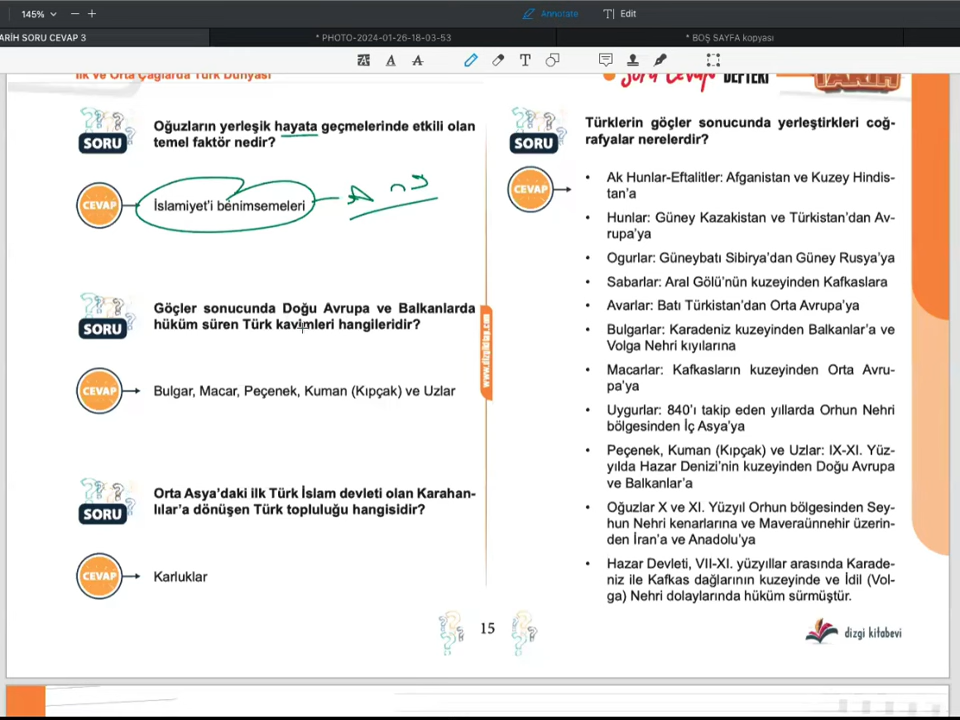 145%
Annotate
Edit
ARİH SORU CEVAP 3
* PHOTO-2024-01-26-18-03-53
* BOŞ SAYFA kopyası
İlk ve Orta Çağlarda Türk Dünyası
Soru Cevap DEFTERİ
TARİH
SORU
Oğuzların yerleşik hayata geçmelerinde etkili olan
temel faktör nedir?
CEVAP
İslamiyet'i benimsemeleri
SORU
Göçler sonucunda Doğu Avrupa ve Balkanlarda
hüküm süren Türk kavimleri hangileridir?
CEVAP
Bulgar, Macar, Peçenek, Kuman (Kıpçak) ve Uzlar
SORU
Orta Asya'daki ilk Türk İslam devleti olan Karahan-
lılar'a dönüşen Türk topluluğu hangisidir?
CEVAP
Karluklar
www.dizgikitap.com
SORU
Türklerin göçler sonucunda yerleştirkleri coğ-
rafyalar nerelerdir?
CEVAP
• Ak Hunlar-Eftalitler: Afganistan ve Kuzey Hindis-
tan'a
• Hunlar: Güney Kazakistan ve Türkistan'dan Av-
rupa'ya
• Ogurlar: Güneybatı Sibirya'dan Güney Rusya'ya
• Sabarlar: Aral Gölü'nün kuzeyinden Kafkaslara
• Avarlar: Batı Türkistan'dan Orta Avrupa'ya
• Bulgarlar: Karadeniz kuzeyinden Balkanlar'a ve
Volga Nehri kıyılarına
• Macarlar: Kafkasların kuzeyinden Orta Avru-
pa'ya
• Uygurlar: 840'ı takip eden yıllarda Orhun Nehri
bölgesinden İç Asya'ya
• Peçenek, Kuman (Kıpçak) ve Uzlar: IX-XI. Yüz-
yılda Hazar Denizi'nin kuzeyinden Doğu Avrupa
ve Balkanlar'a
• Oğuzlar X ve XI. Yüzyıl Orhun bölgesinden Sey-
hun Nehri kenarlarına ve Maveraünnehir üzerin-
den İran'a ve Anadolu'ya
• Hazar Devleti, VII-XI. yüzyıllar arasında Karade-
niz ile Kafkas dağlarının kuzeyinde ve İdil (Vol-
ga) Nehri dolaylarında hüküm sürmüştür.
15
dizgi kitabevi